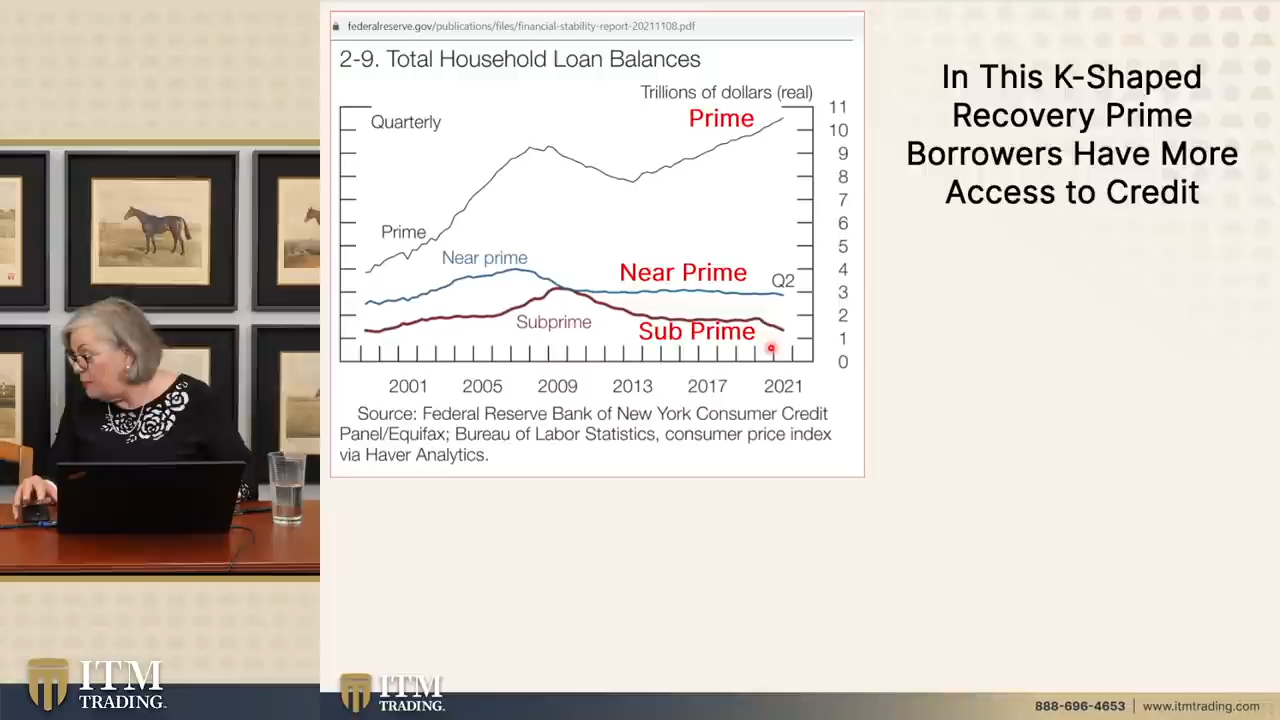 federalreserve.gov/publications/files/financial-stability-report-20211108.pdf
2-9. Total Household Loan Balances
Trillions of dollars (real)
Quarterly
Prime
11
10
9
8
7
6
5
4
3
2
1
0
Prime
Near prime
Near Prime
Q2
Subprime
Sub Prime
2001 2005 2009 2013 2017 2021
Source: Federal Reserve Bank of New York Consumer Credit
Panel/Equifax; Bureau of Labor Statistics, consumer price index
via Haver Analytics.
In This K-Shaped
Recovery Prime
Borrowers Have More
Access to Credit
ITM
TRADING.
ITM
TRADING.
888-696-4653 | www.itmtrading.com